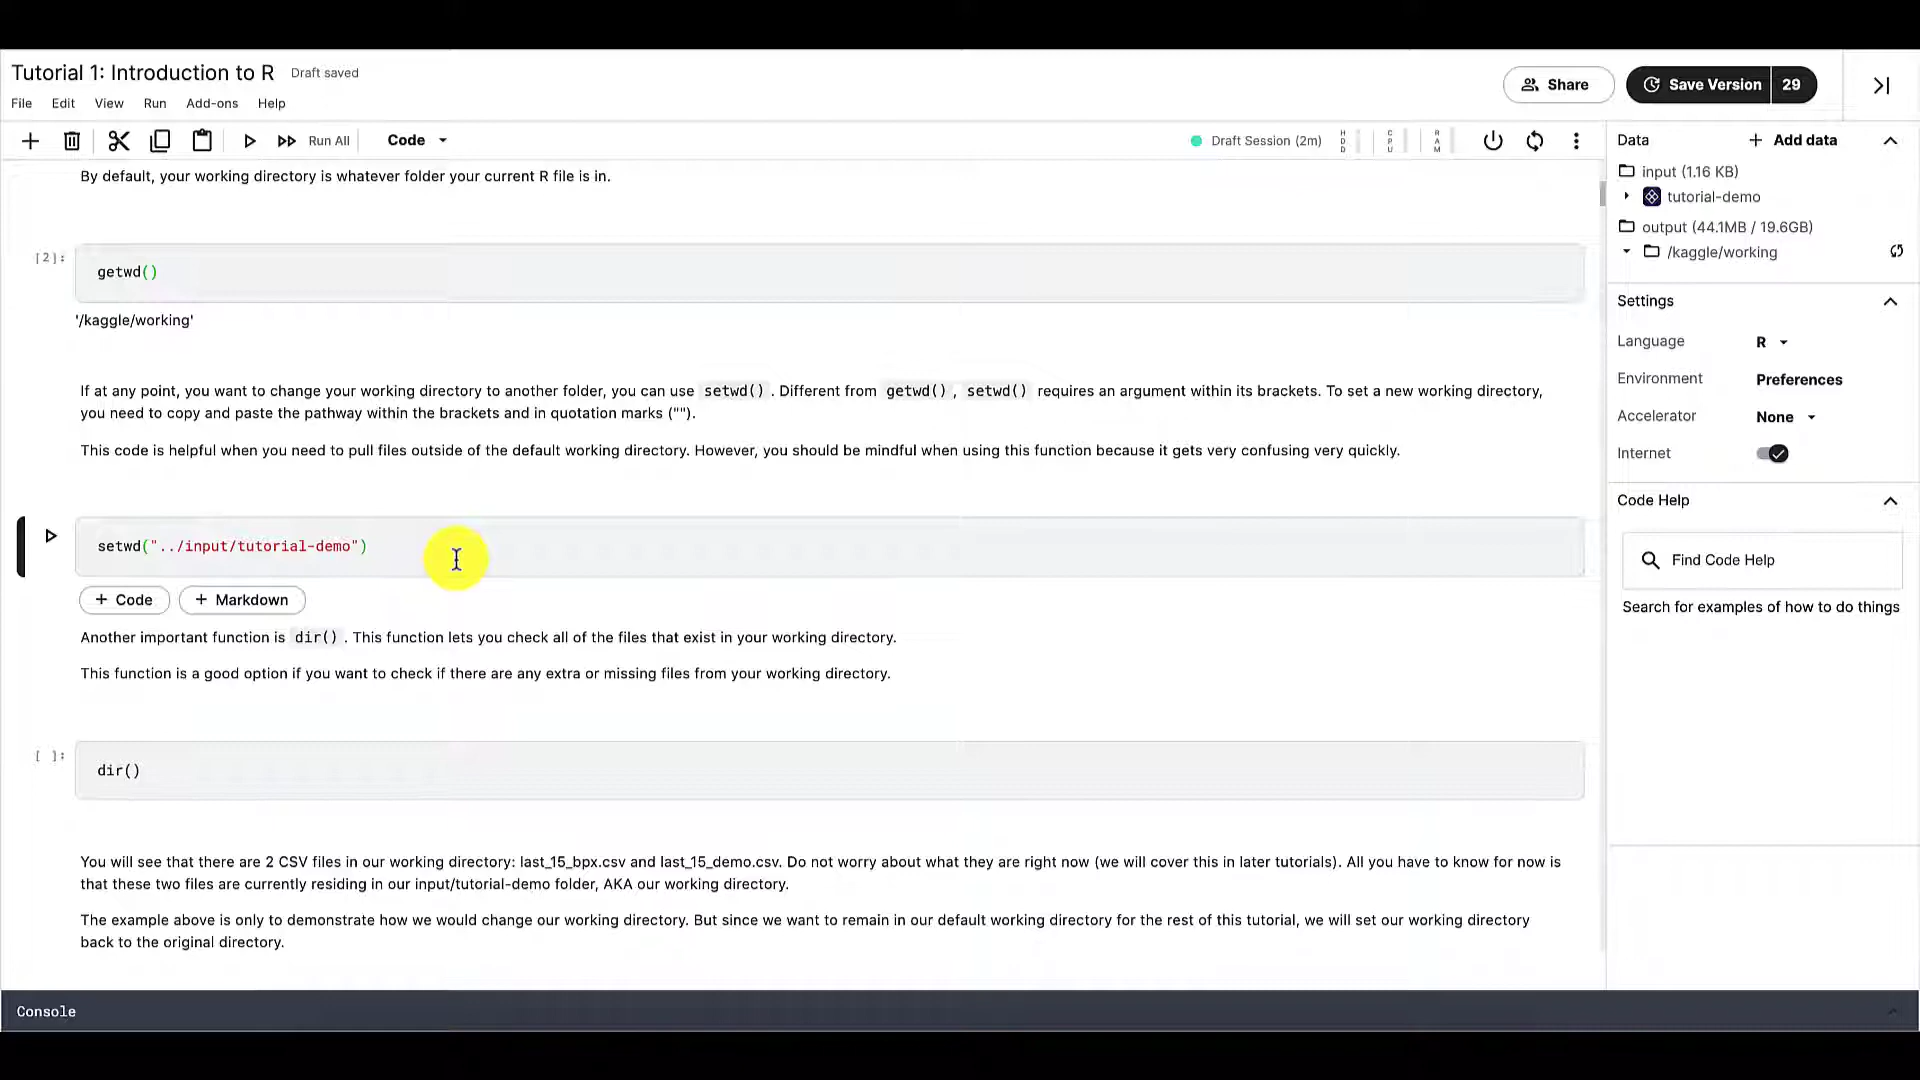 Tutorial 1: Introduction to R Draft saved
Share
Save Version 29
File Edit View Run Add-ons Help
Run All Code
Draft Session (2m)
HDD
CPU
RAM
By default, your working directory is whatever folder your current R file is in.
[2]:
getwd()
'/kaggle/working'
If at any point, you want to change your working directory to another folder, you can use setwd() . Different from getwd() , setwd() requires an argument within its brackets. To set a new working directory,
you need to copy and paste the pathway within the brackets and in quotation marks ("").
This code is helpful when you need to pull files outside of the default working directory. However, you should be mindful when using this function because it gets very confusing very quickly.
setwd("../input/tutorial-demo")
+ Code + Markdown
Another important function is dir() . This function lets you check all of the files that exist in your working directory.
This function is a good option if you want to check if there are any extra or missing files from your working directory.
[ ]:
dir()
You will see that there are 2 CSV files in our working directory: last_15_bpx.csv and last_15_demo.csv. Do not worry about what they are right now (we will cover this in later tutorials). All you have to know for now is
that these two files are currently residing in our input/tutorial-demo folder, AKA our working directory.
The example above is only to demonstrate how we would change our working directory. But since we want to remain in our default working directory for the rest of this tutorial, we will set our working directory
back to the original directory.
Console
Data + Add data
input (1.16 KB)
tutorial-demo
output (44.1MB / 19.6GB)
/kaggle/working
Settings
Language R
Environment Preferences
Accelerator None
Internet
Code Help
Find Code Help
Search for examples of how to do things